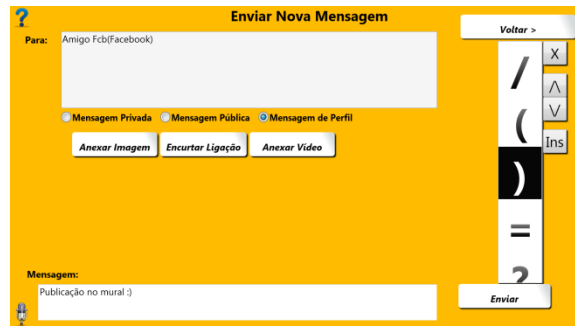 ?
Enviar Nova Mensagem
Voltar >
Para:
Amigo Fcb(Facebook)
Mensagem Privada Mensagem Pública Mensagem de Perfil
Anexar Imagem Encurtar Ligação Anexar Vídeo
/
(
)
=
?
X
/\
\/
Ins
Mensagem:
Publicação no mural :)
Enviar